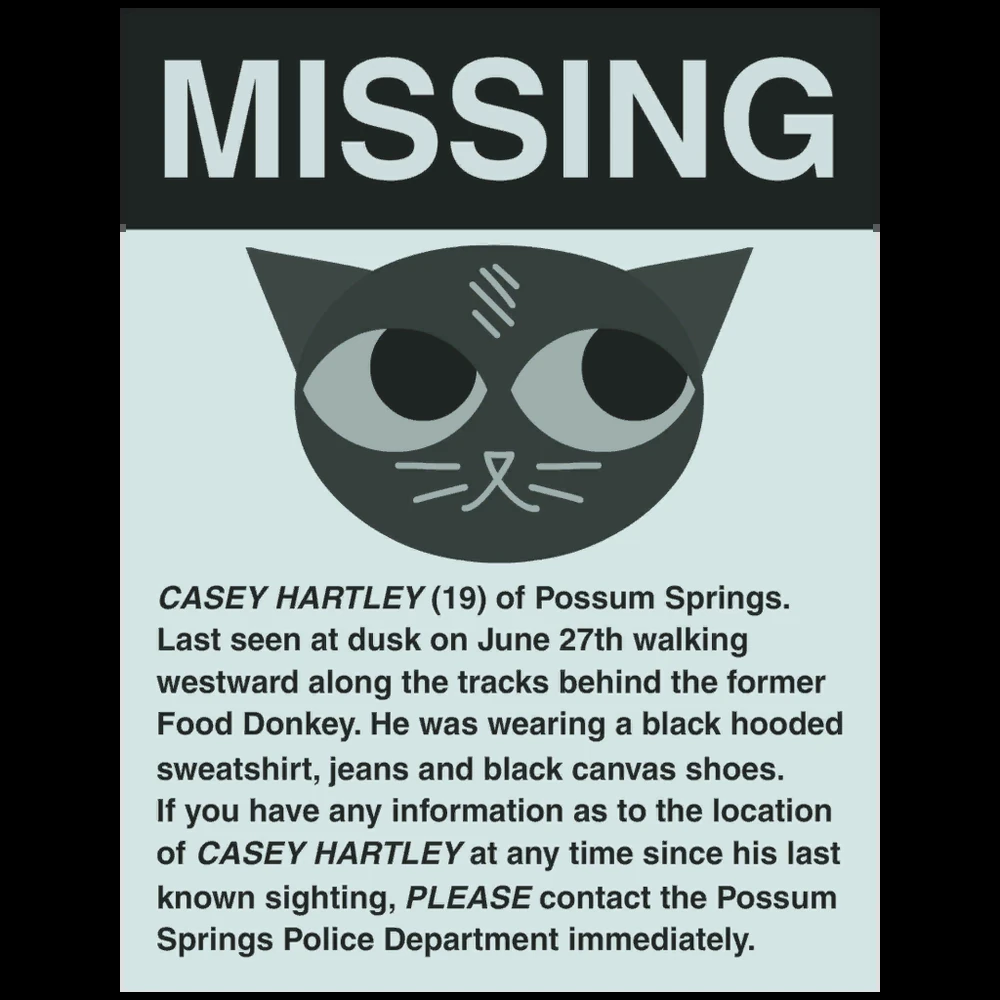 MISSING
CASEY HARTLEY (19) of Possum Springs.
Last seen at dusk on June 27th walking
westward along the tracks behind the former
Food Donkey. He was wearing a black hooded
sweatshirt, jeans and black canvas shoes.
If you have any information as to the location
of CASEY HARTLEY at any time since his last
known sighting, PLEASE contact the Possum
Springs Police Department immediately.